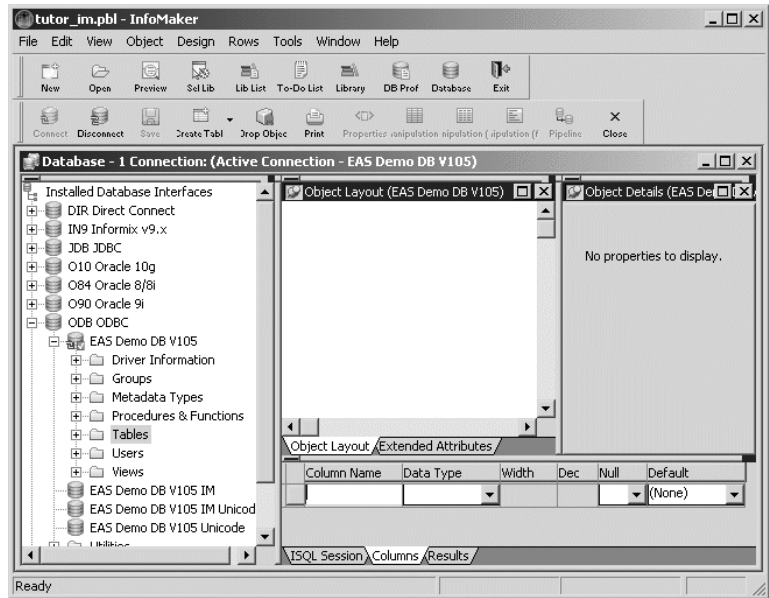 tutor_im.pbl - InfoMaker
File Edit View Object Design Rows Tools Window Help
New Open Preview Sel Lib Lib List To-Do List Library DB Prof Database Exit
Connect Disconnect Save Create Tabl Drop Objec Print Properties Pipeline Close
Database - 1 Connection: (Active Connection - EAS Demo DB V105)
Installed Database Interfaces
DIR Direct Connect
IN9 Informix v9.x
JDB JDBC
O10 Oracle 10g
O84 Oracle 8/8i
O90 Oracle 9i
ODB ODBC
EAS Demo DB V105
Driver Information
Groups
Metadata Types
Procedures & Functions
Tables
Users
Views
EAS Demo DB V105 IM
EAS Demo DB V105 IM Unicod
EAS Demo DB V105 Unicode
Utilities
Object Layout (EAS Demo DB V105)
Object Layout Extended Attributes
Object Details (EAS De
No properties to display.
Column Name Data Type Width Dec Null Default
(None)
ISQL Session Columns Results
Ready